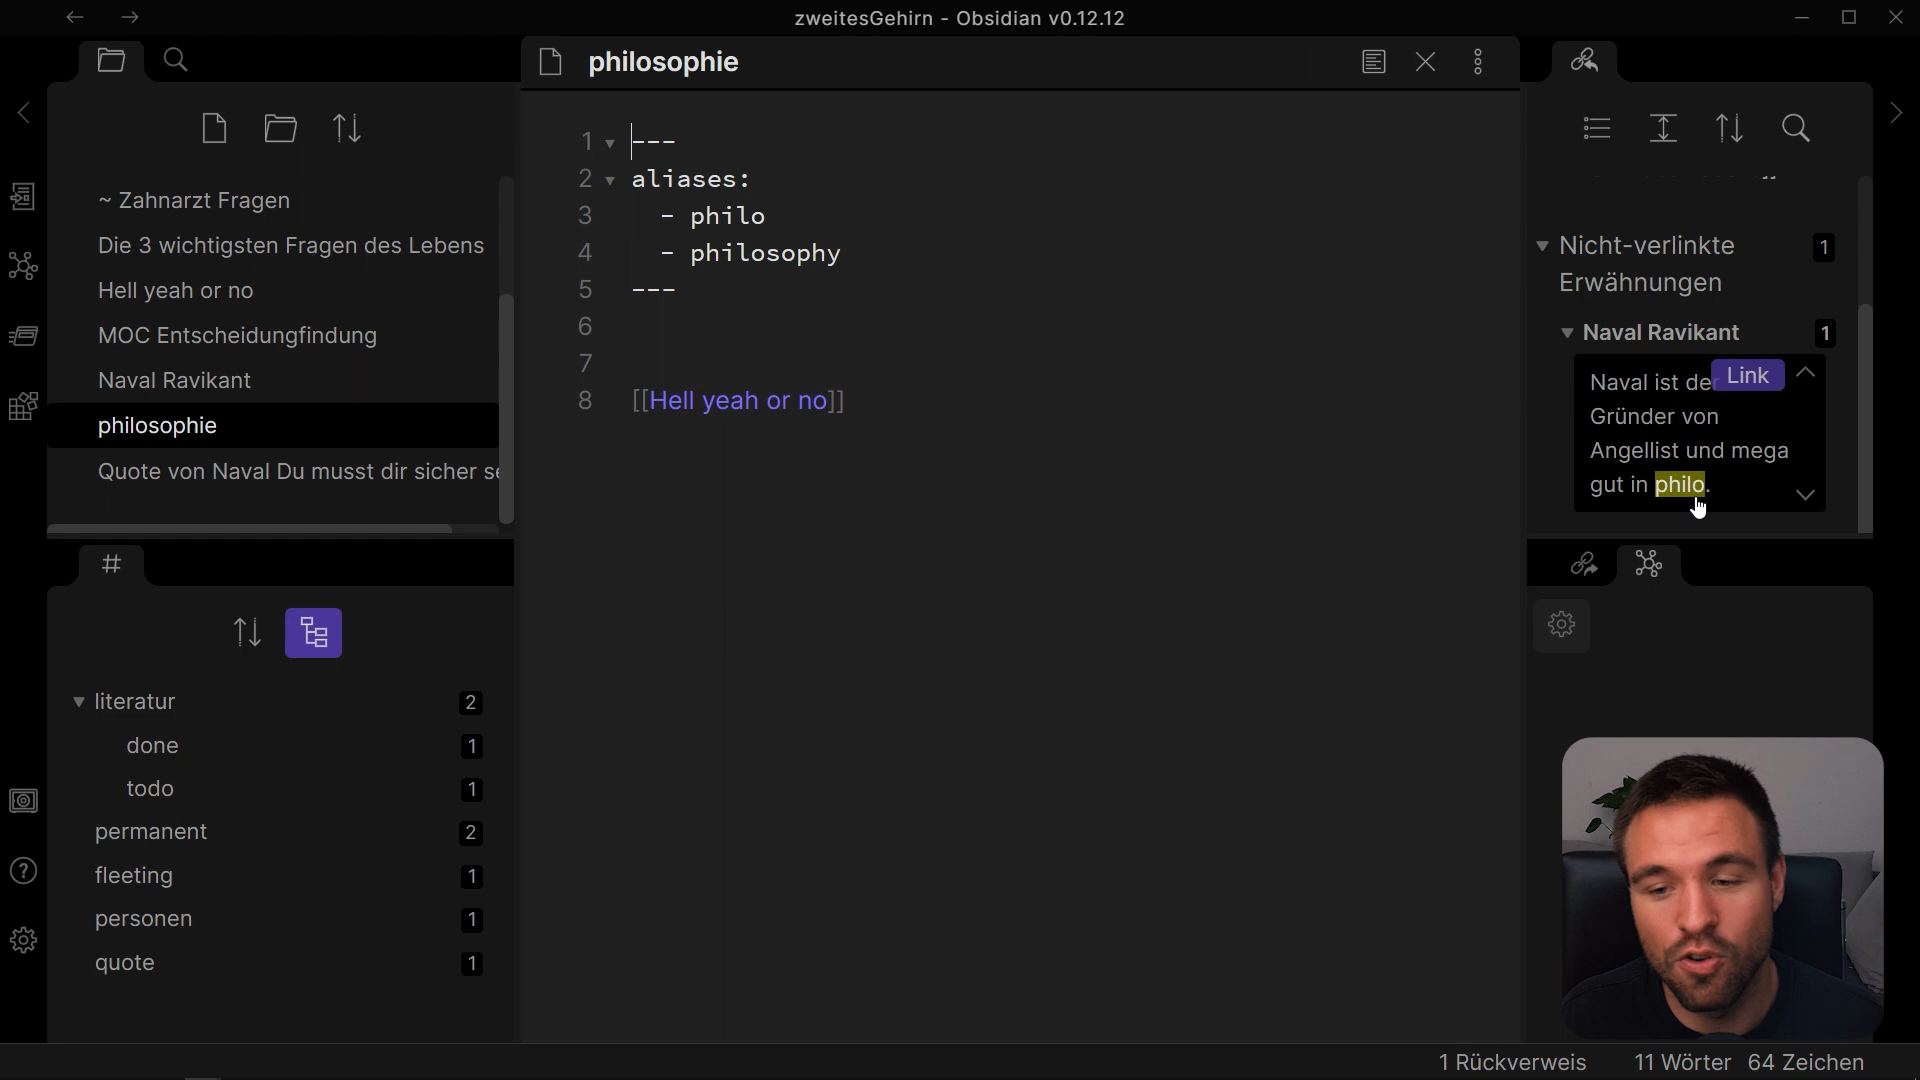 zweitesGehirn - Obsidian v0.12.12
philosophie
~ Zahnarzt Fragen
Die 3 wichtigsten Fragen des Lebens
Hell yeah or no
MOC Entscheidungfindung
Naval Ravikant
philosophie
Quote von Naval Du musst dir sicher
#
literatur 2
done 1
todo 1
permanent 2
fleeting 1
personen 1
quote 1
1 ---
2 aliases:
3 - philo
4 - philosophy
5 ---
6
7
8 [[Hell yeah or no]]
Nicht-verlinkte 1
Erwähnungen
Naval Ravikant 1
Naval ist der Link
Gründer von
Angellist und mega
gut in philo.
1 Rückverweis 11 Wörter 64 Zeichen